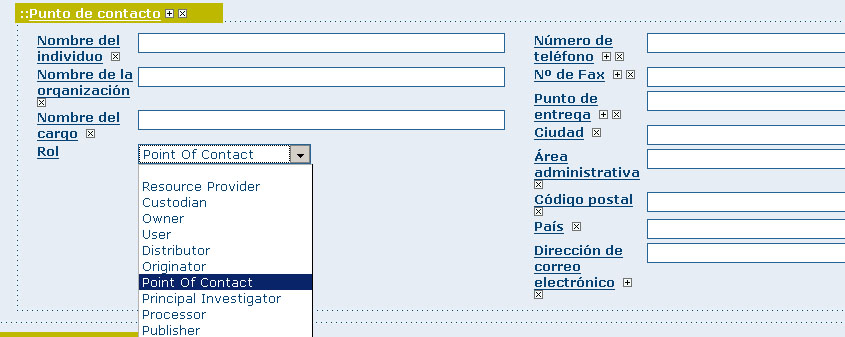 ::Punto de contacto
Nombre del
individuo
Nombre de la
organización
Nombre del
cargo
Rol
Point Of Contact
Resource Provider
Custodian
Owner
User
Distributor
Originator
Point Of Contact
Principal Investigator
Processor
Publisher
Número de
teléfono
Nº de Fax
Punto de
entrega
Ciudad
Área
administrativa
Código postal
País
Dirección de
correo
electrónico